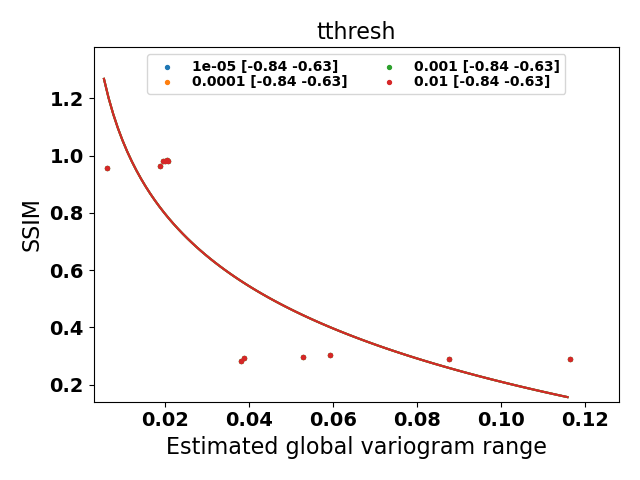 tthresh
1e-05 [-0.84 -0.63]
0.0001 [-0.84 -0.63]
0.001 [-0.84 -0.63]
0.01 [-0.84 -0.63]
SSIM
1.2
1.0
0.8
0.6
0.4
0.2
0.02 0.04 0.06 0.08 0.10 0.12
Estimated global variogram range